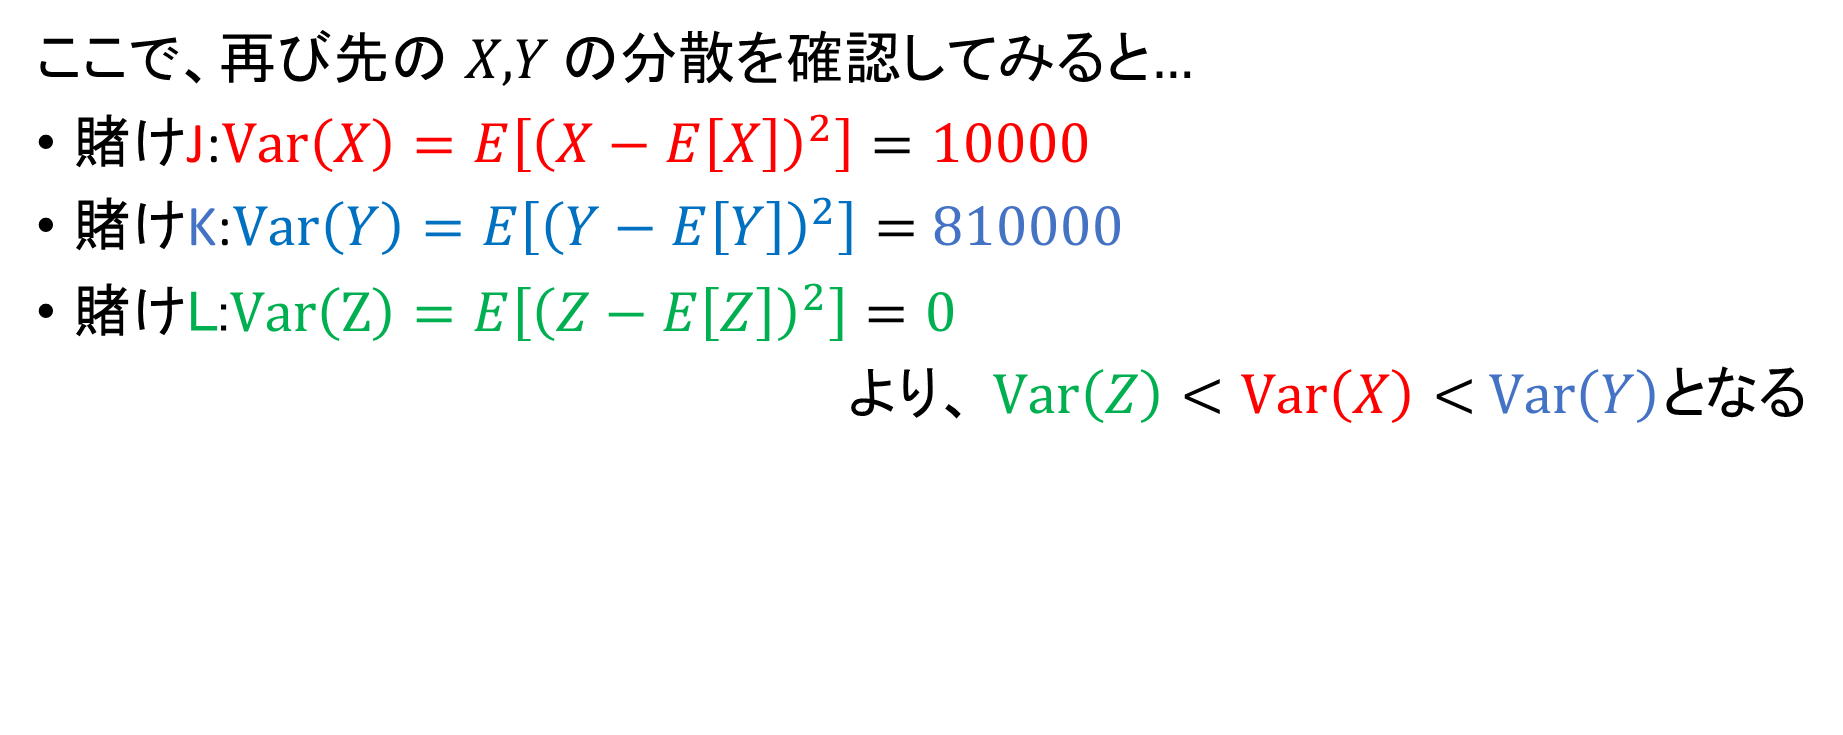 ここで、再び先の X,Y の分散を確認してみると…
• 賭けJ:Var(X) = E[(X − E[X])²] = 10000
• 賭けK:Var(Y) = E[(Y − E[Y])²] = 810000
• 賭けL:Var(Z) = E[(Z − E[Z])²] = 0
より、Var(Z) < Var(X) < Var(Y)となる